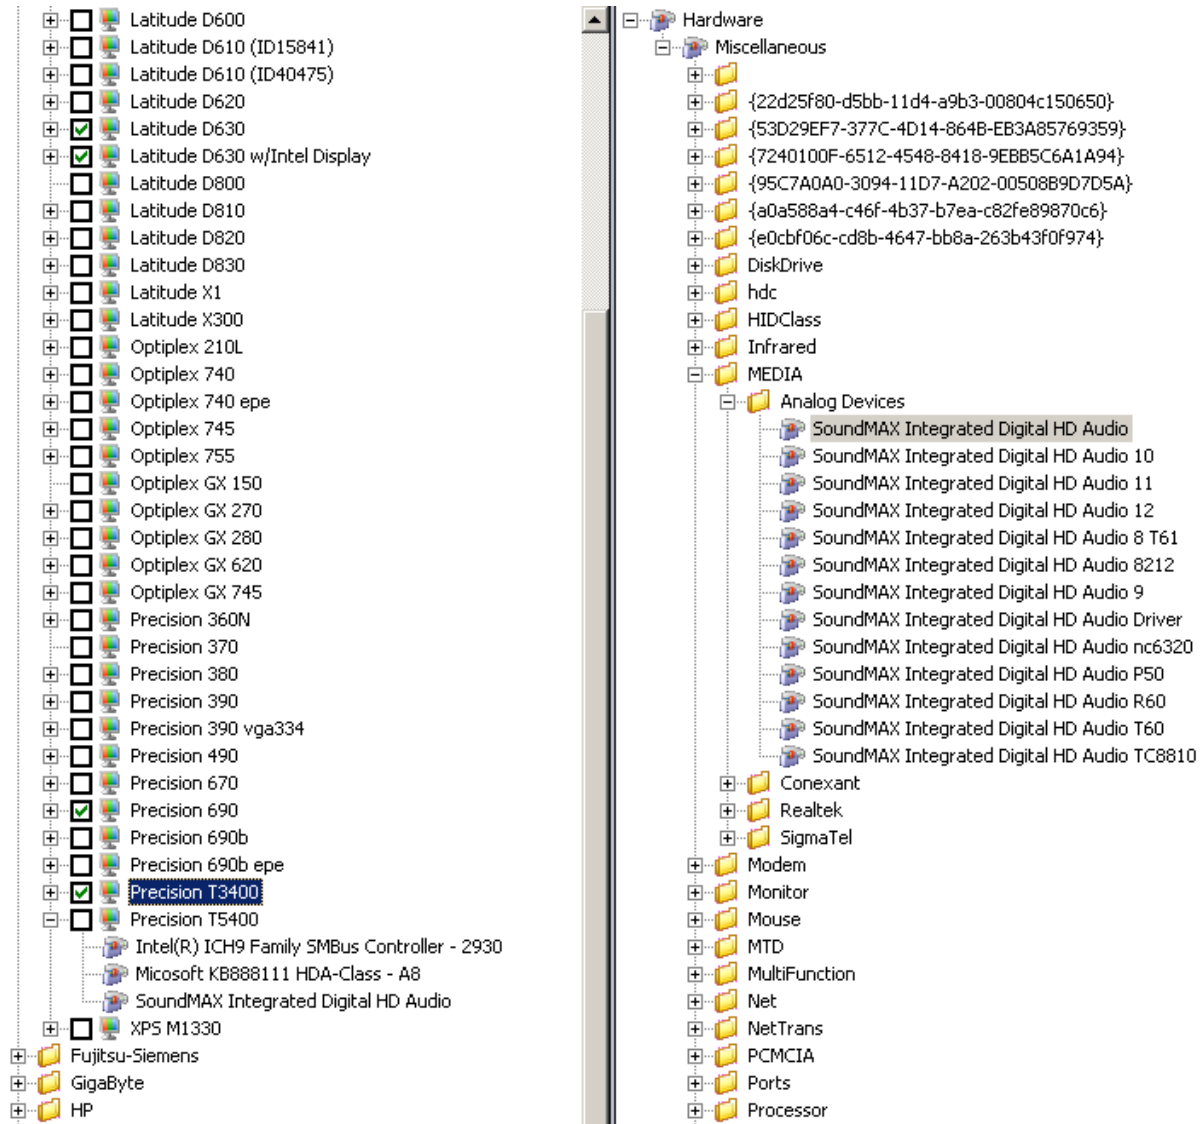 Latitude D600
Latitude D610 (ID15841)
Latitude D610 (ID40475)
Latitude D620
Latitude D630
Latitude D630 w/Intel Display
Latitude D800
Latitude D810
Latitude D820
Latitude D830
Latitude X1
Latitude X300
Optiplex 210L
Optiplex 740
Optiplex 740 epe
Optiplex 745
Optiplex 755
Optiplex GX 150
Optiplex GX 270
Optiplex GX 280
Optiplex GX 620
Optiplex GX 745
Precision 360N
Precision 370
Precision 380
Precision 390
Precision 390 vga334
Precision 490
Precision 670
Precision 690
Precision 690b
Precision 690b epe
Precision T3400
Precision T5400
Intel(R) ICH9 Family SMBus Controller - 2930
Micosoft KB888111 HDA-Class - A8
SoundMAX Integrated Digital HD Audio
XPS M1330
Fujitsu-Siemens
GigaByte
HP
Hardware
Miscellaneous
{22d25f80-d5bb-11d4-a9b3-00804c150650}
{53D29EF7-377C-4D14-864B-EB3A85769359}
{7240100F-6512-4548-8418-9EBB5C6A1A94}
{95C7A0A0-3094-11D7-A202-00508B9D7D5A}
{a0a588a4-c46f-4b37-b7ea-c82fe89870c6}
{e0cbf06c-cd8b-4647-bb8a-263b43f0f974}
DiskDrive
hdc
HIDClass
Infrared
MEDIA
Analog Devices
SoundMAX Integrated Digital HD Audio
SoundMAX Integrated Digital HD Audio 10
SoundMAX Integrated Digital HD Audio 11
SoundMAX Integrated Digital HD Audio 12
SoundMAX Integrated Digital HD Audio 8 T61
SoundMAX Integrated Digital HD Audio 8212
SoundMAX Integrated Digital HD Audio 9
SoundMAX Integrated Digital HD Audio Driver
SoundMAX Integrated Digital HD Audio nc6320
SoundMAX Integrated Digital HD Audio P50
SoundMAX Integrated Digital HD Audio R60
SoundMAX Integrated Digital HD Audio T60
SoundMAX Integrated Digital HD Audio TC8810
Conexant
Realtek
SigmaTel
Modem
Monitor
Mouse
MTD
MultiFunction
Net
NetTrans
PCMCIA
Ports
Processor